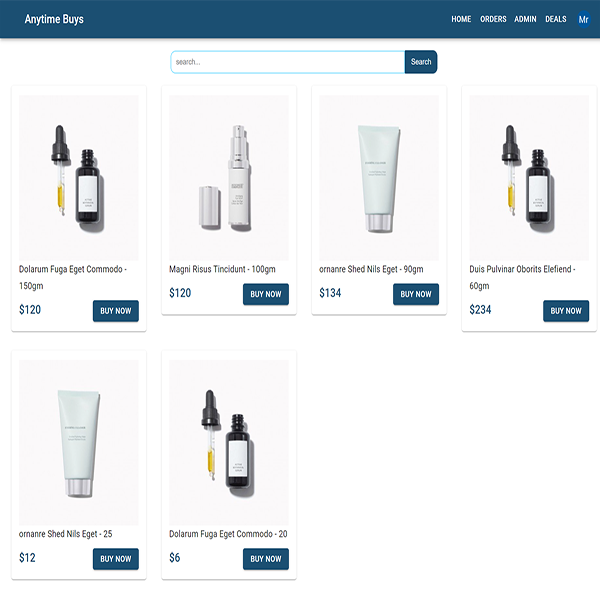 Anytime Buys
HOME ORDERS ADMIN DEALS Mr
search...
Search
Dolarum Fuga Eget Commodo -
150gm
$120
BUY NOW
Magni Risus Tincidunt - 100gm
$120
BUY NOW
ornanre Shed Nils Eget - 90gm
$134
BUY NOW
Duis Pulvinar Oborits Elefiend -
60gm
$234
BUY NOW
ornanre Shed Nils Eget - 25
$12
BUY NOW
Dolarum Fuga Eget Commodo - 20
$6
BUY NOW